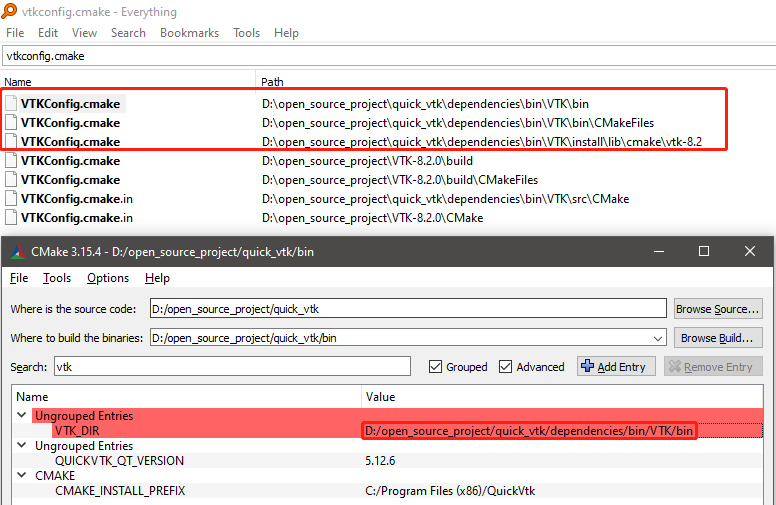 vtkconfig.cmake - Everything
File Edit View Search Bookmarks Tools Help
vtkconfig.cmake
Name Path
VTKConfig.cmake D:\open_source_project\quick_vtk\dependencies\bin\VTK\bin
VTKConfig.cmake D:\open_source_project\quick_vtk\dependencies\bin\VTK\bin\CMakeFiles
VTKConfig.cmake D:\open_source_project\quick_vtk\dependencies\bin\VTK\install\lib\cmake\vtk-8.2
VTKConfig.cmake D:\open_source_project\VTK-8.2.0\build
VTKConfig.cmake D:\open_source_project\VTK-8.2.0\build\CMakeFiles
VTKConfig.cmake.in D:\open_source_project\quick_vtk\dependencies\bin\VTK\src\CMake
VTKConfig.cmake.in D:\open_source_project\VTK-8.2.0\CMake
CMake 3.15.4 - D:/open_source_project/quick_vtk/bin
File Tools Options Help
Where is the source code: D:/open_source_project/quick_vtk Browse Source...
Where to build the binaries: D:/open_source_project/quick_vtk/bin Browse Build...
Search: vtk Grouped Advanced Add Entry Remove Entry
Name Value
Ungrouped Entries
VTK_DIR D:/open_source_project/quick_vtk/dependencies/bin/VTK/bin
Ungrouped Entries
QUICKVTK_QT_VERSION 5.12.6
CMAKE
CMAKE_INSTALL_PREFIX C:/Program Files (x86)/QuickVtk